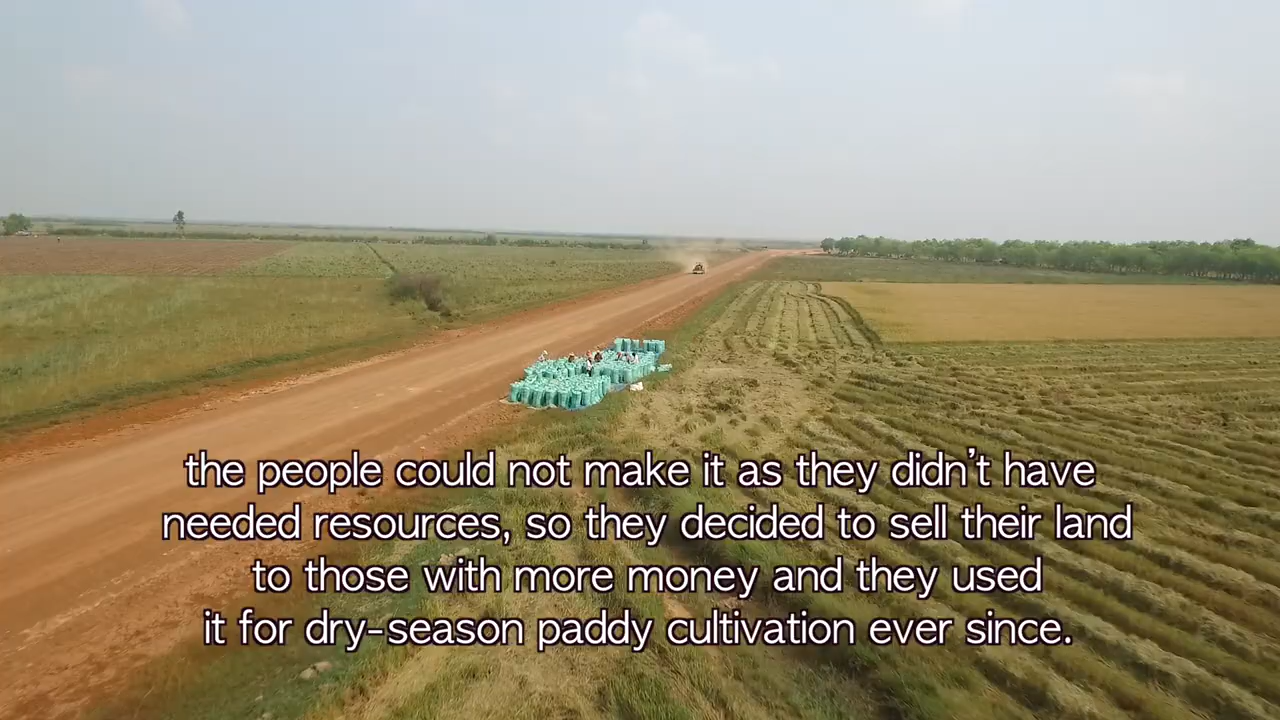 the people could not make it as they didn't have
needed resources, so they decided to sell their land
to those with more money and they used
it for dry-season paddy cultivation ever since.